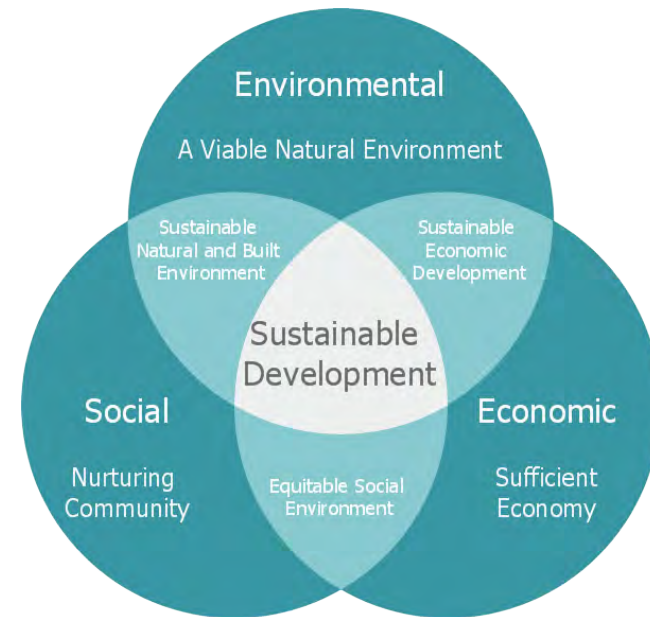 Environmental
A Viable Natural Environment
Sustainable
Natural and Built
Environment
Sustainable
Economic
Development
Sustainable
Development
Social
Nurturing
Community
Economic
Sufficient
Economy
Equitable Social
Environment